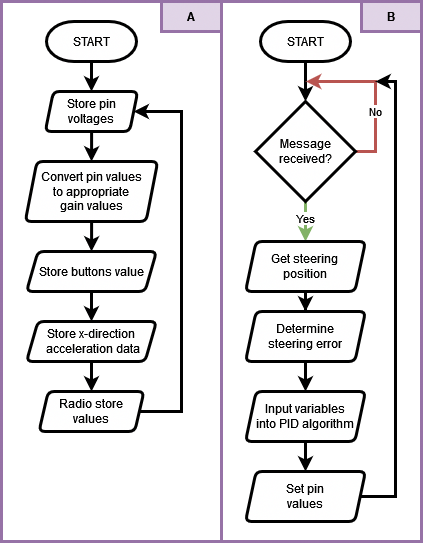 A
START
Store pin
voltages
Convert pin values
to appropriate
gain values
Store buttons value
Store x-direction
acceleration data
Radio store
values
B
START
Message
received?
No
Yes
Get steering
position
Determine
steering error
Input variables
into PID algorithm
Set pin
values